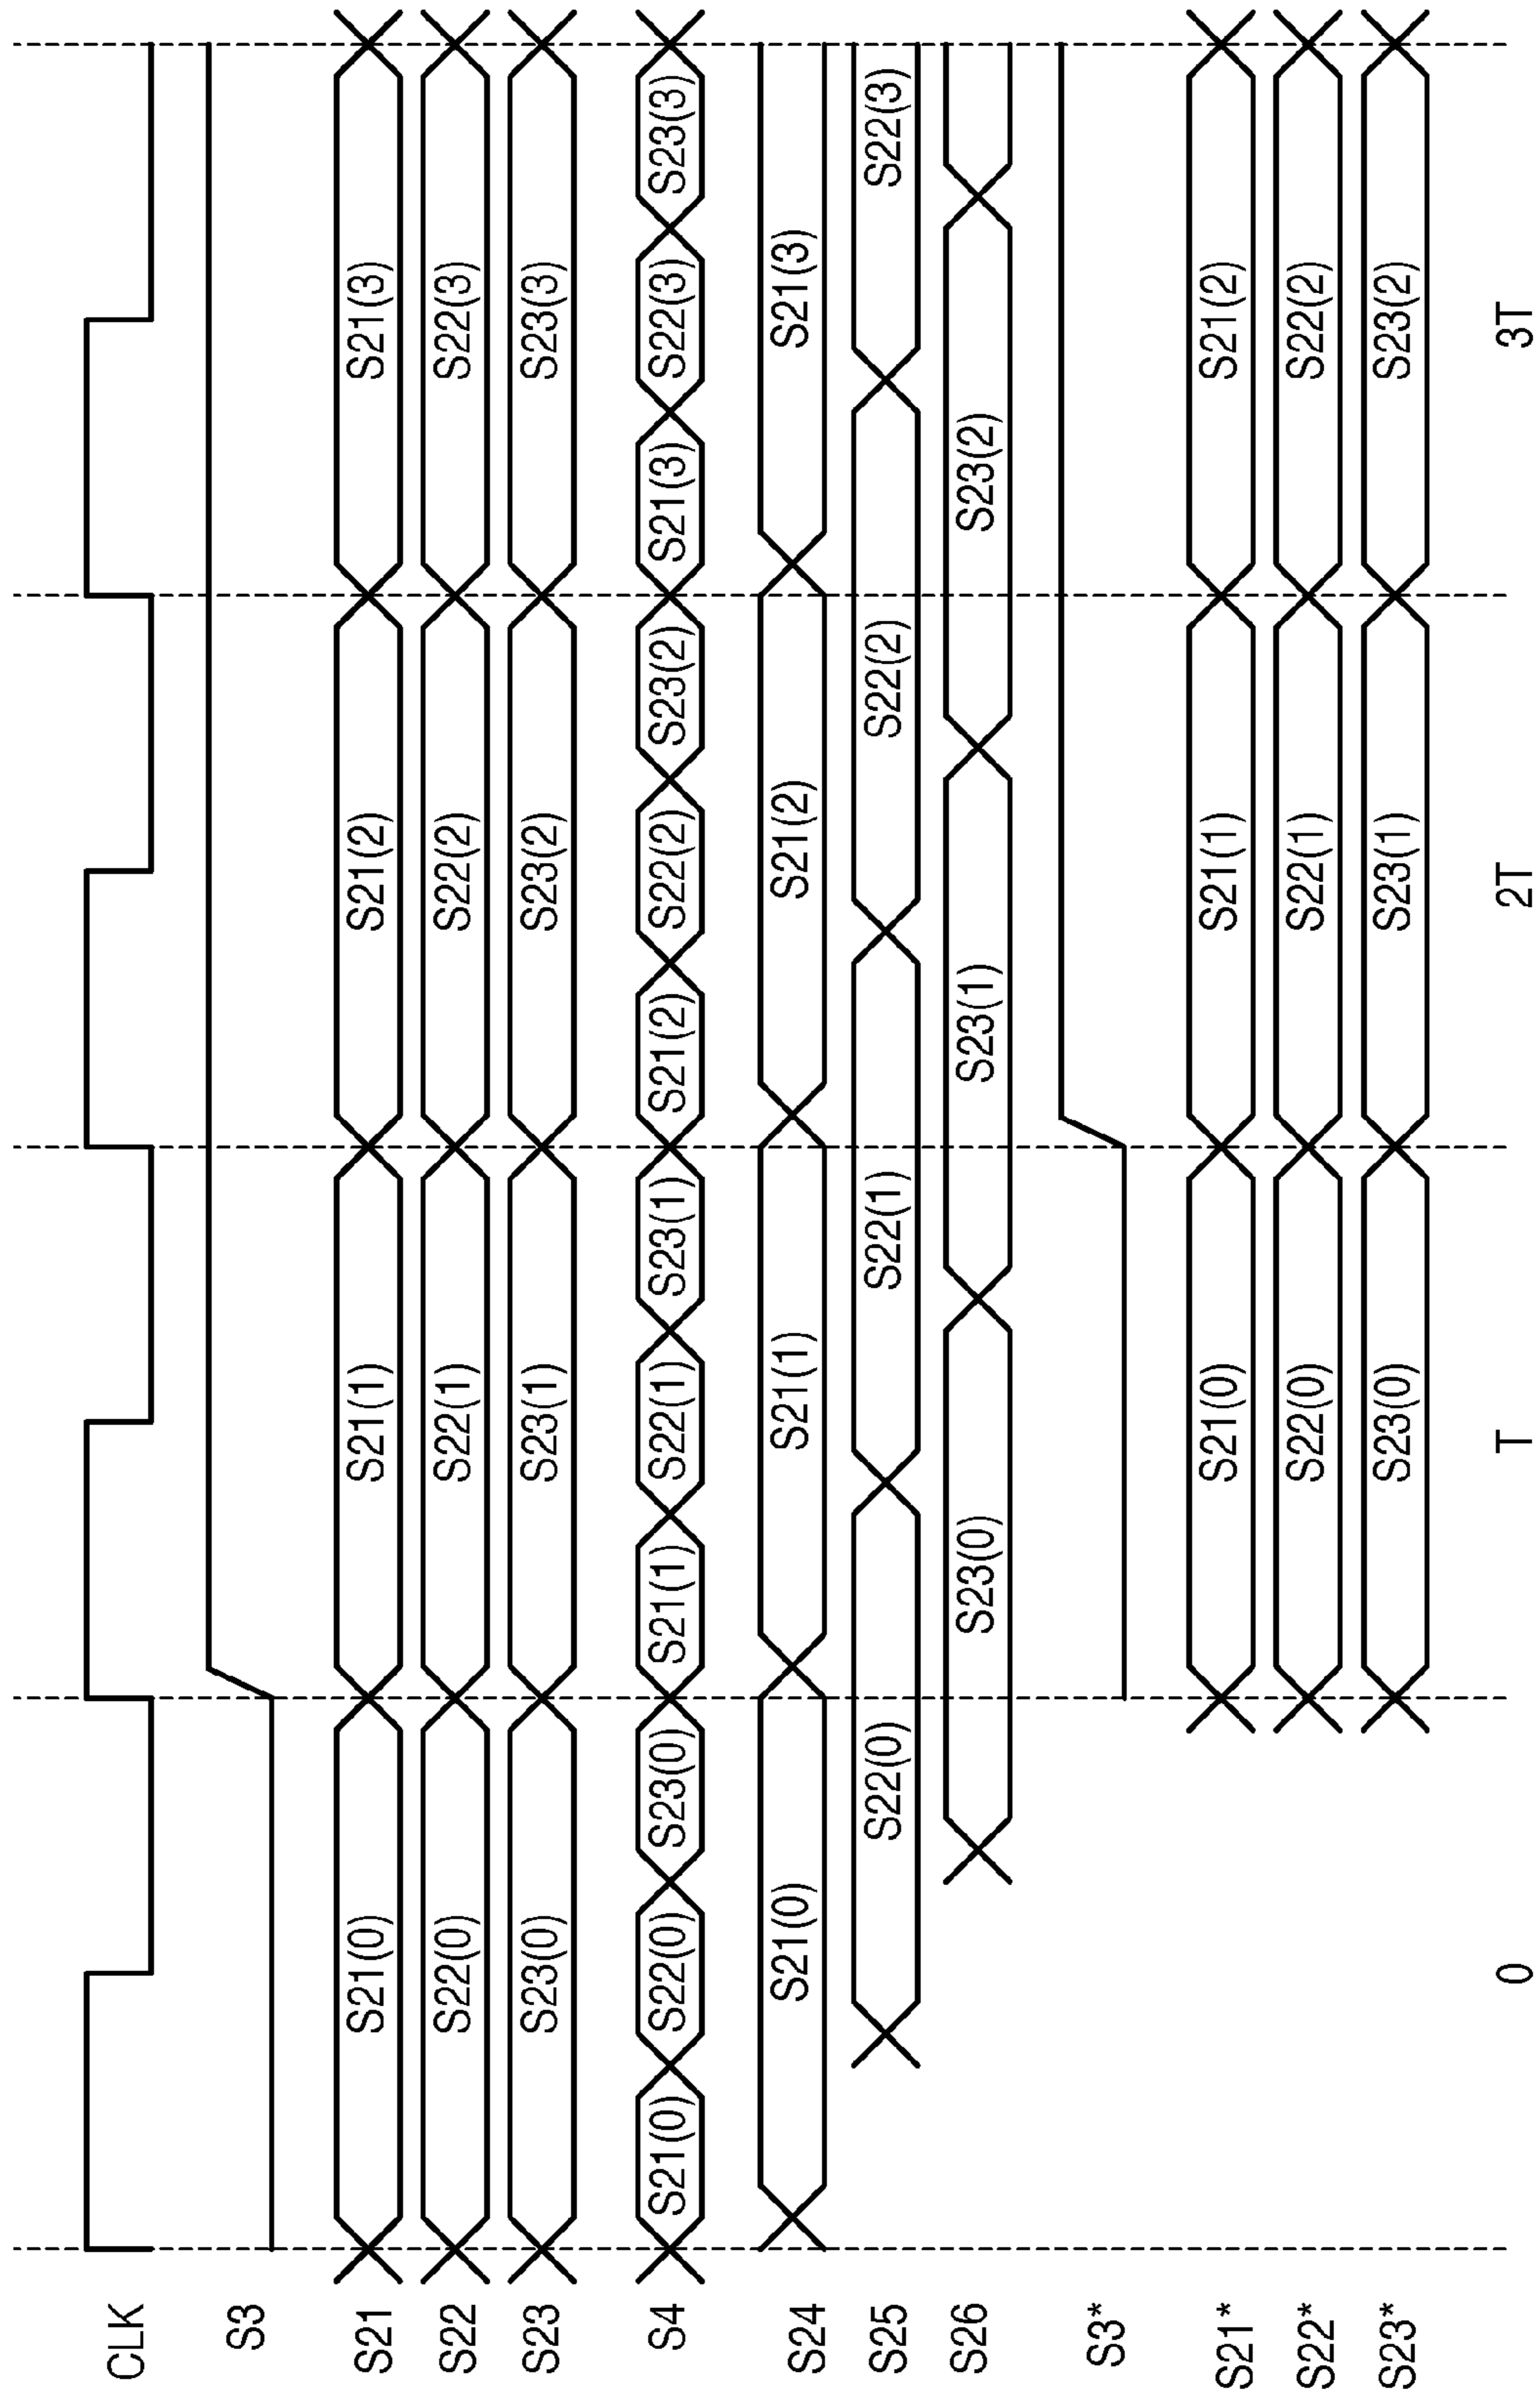 CLK
S3
S21 S21(0) S21(1) S21(2) S21(3)
S22 S22(0) S22(1) S22(2) S22(3)
S23 S23(0) S23(1) S23(2) S23(3)
S4 S21(0) S22(0) S23(0) S21(1) S22(1) S23(1) S21(2) S22(2) S23(2) S21(3) S22(3) S23(3)
S24 S21(0) S21(1) S21(2) S21(3)
S25 S22(0) S22(1) S22(2) S22(3)
S26 S23(0) S23(1) S23(2)
S3*
S21* S21(0) S21(1) S21(2)
S22* S22(0) S22(1) S22(2)
S23* S23(0) S23(1) S23(2)
0 T 2T 3T